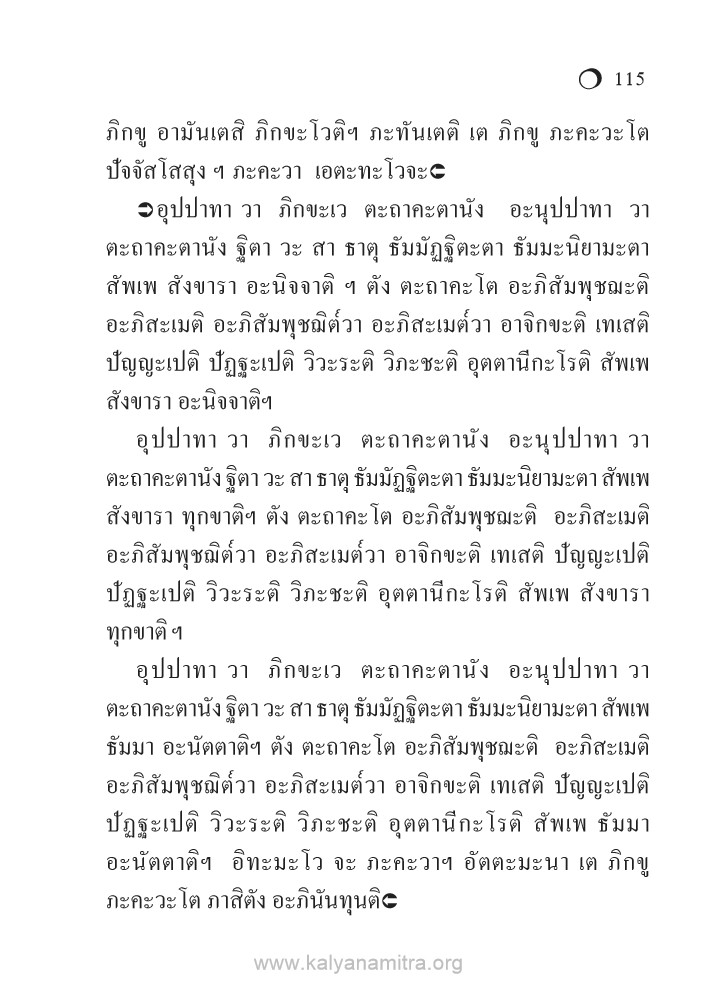 ❍ 115
ภิกขู อามันเตสิ ภิกขะโวติฯ ภะทันเตติ เต ภิกขู ภะคะวะโต
ปัจจัสโสสุง ฯ ภะคะวา เอตะทะโวจะ➲
➲อุปปาทา วา ภิกขะเว ตะถาคะตานัง อะนุปปาทา วา
ตะถาคะตานัง ฐิตา วะ สา ธาตุ ธัมมัฏฐิตะตา ธัมมะนิยามะตา
สัพเพ สังขารา อะนิจจาติ ฯ ตัง ตะถาคะโต อะภิสัมพุชฌะติ
อะภิสะเมติ อะภิสัมพุชฌิต์วา อะภิสะเมต์วา อาจิกขะติ เทเสติ
ปัญญะเปติ ปัฏฐะเปติ วิวะระติ วิภะชะติ อุตตานีกะโรติ สัพเพ
สังขารา อะนิจจาติฯ
อุปปาทา วา ภิกขะเว ตะถาคะตานัง อะนุปปาทา วา
ตะถาคะตานัง ฐิตา วะ สา ธาตุ ธัมมัฏฐิตะตา ธัมมะนิยามะตา สัพเพ
สังขารา ทุกขาติฯ ตัง ตะถาคะโต อะภิสัมพุชฌะติ อะภิสะเมติ
อะภิสัมพุชฌิต์วา อะภิสะเมต์วา อาจิกขะติ เทเสติ ปัญญะเปติ
ปัฏฐะเปติ วิวะระติ วิภะชะติ อุตตานีกะโรติ สัพเพ สังขารา
ทุกขาติฯ
อุปปาทา วา ภิกขะเว ตะถาคะตานัง อะนุปปาทา วา
ตะถาคะตานัง ฐิตา วะ สา ธาตุ ธัมมัฏฐิตะตา ธัมมะนิยามะตา สัพเพ
ธัมมา อะนัตตาติฯ ตัง ตะถาคะโต อะภิสัมพุชฌะติ อะภิสะเมติ
อะภิสัมพุชฌิต์วา อะภิสะเมต์วา อาจิกขะติ เทเสติ ปัญญะเปติ
ปัฏฐะเปติ วิวะระติ วิภะชะติ อุตตานีกะโรติ สัพเพ ธัมมา
อะนัตตาติฯ อิทะมะโว จะ ภะคะวาฯ อัตตะมะนา เต ภิกขู
ภะคะวะโต ภาสิตัง อะภินันทุนติ➲
www.kalyanamitra.org